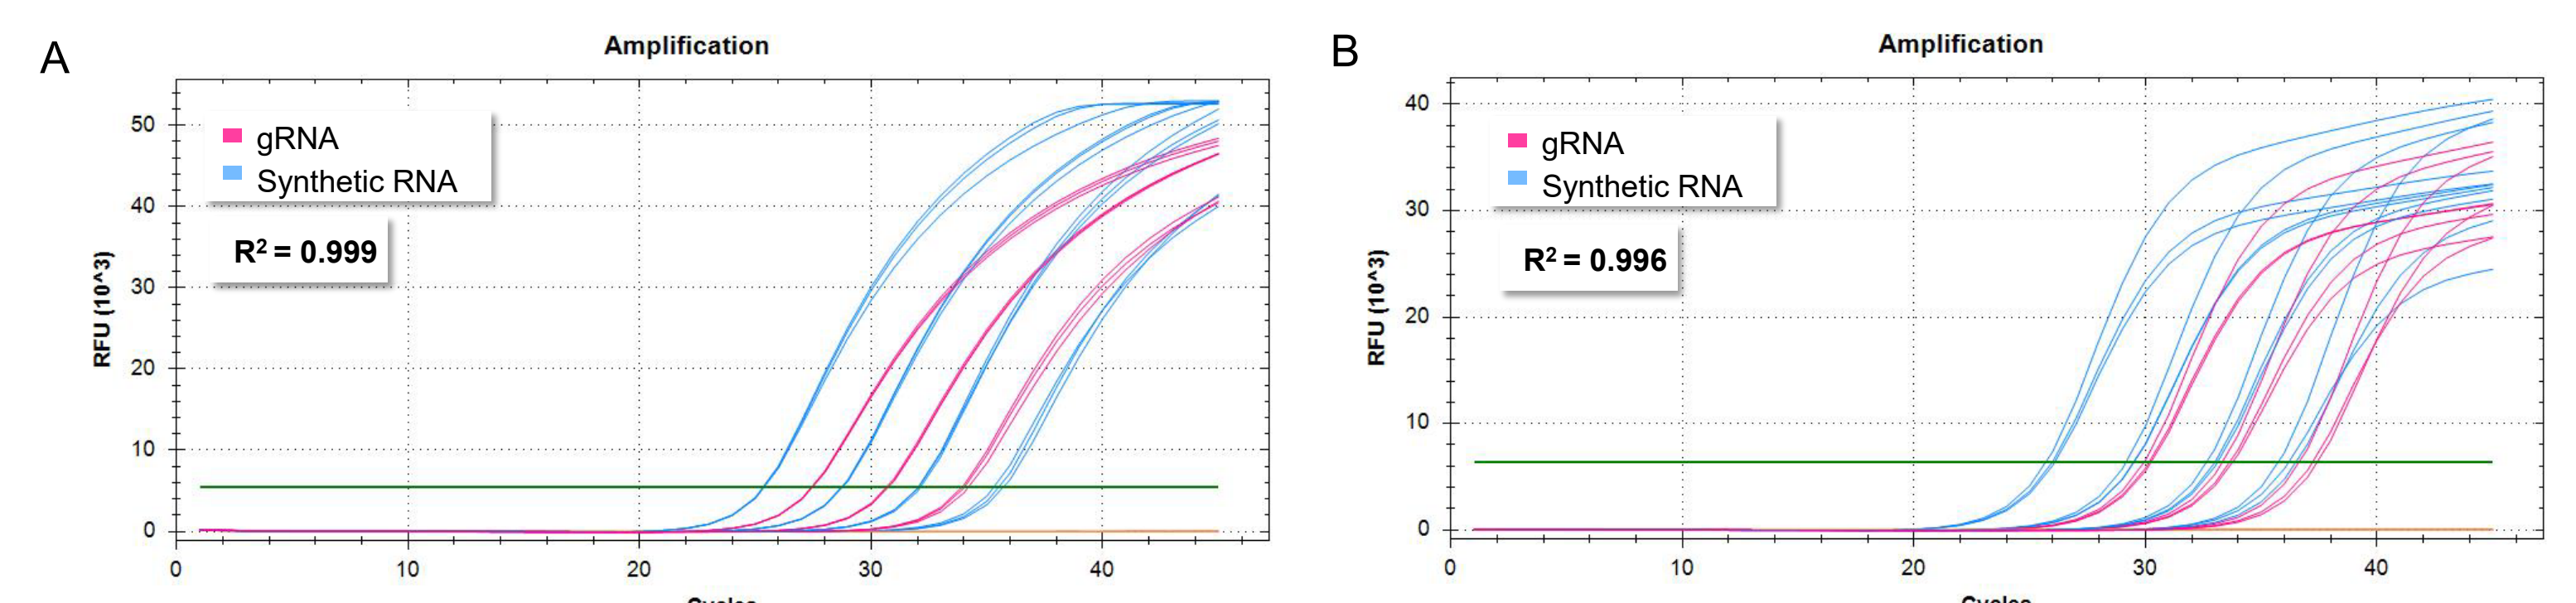 A
Amplification
gRNA
Synthetic RNA
R² = 0.999
RFU (10^3)
50
40
30
20
10
0
0 10 20 30 40
Cycles
B
Amplification
gRNA
Synthetic RNA
R² = 0.996
RFU (10^3)
40
30
20
10
0
0 10 20 30 40
Cycles